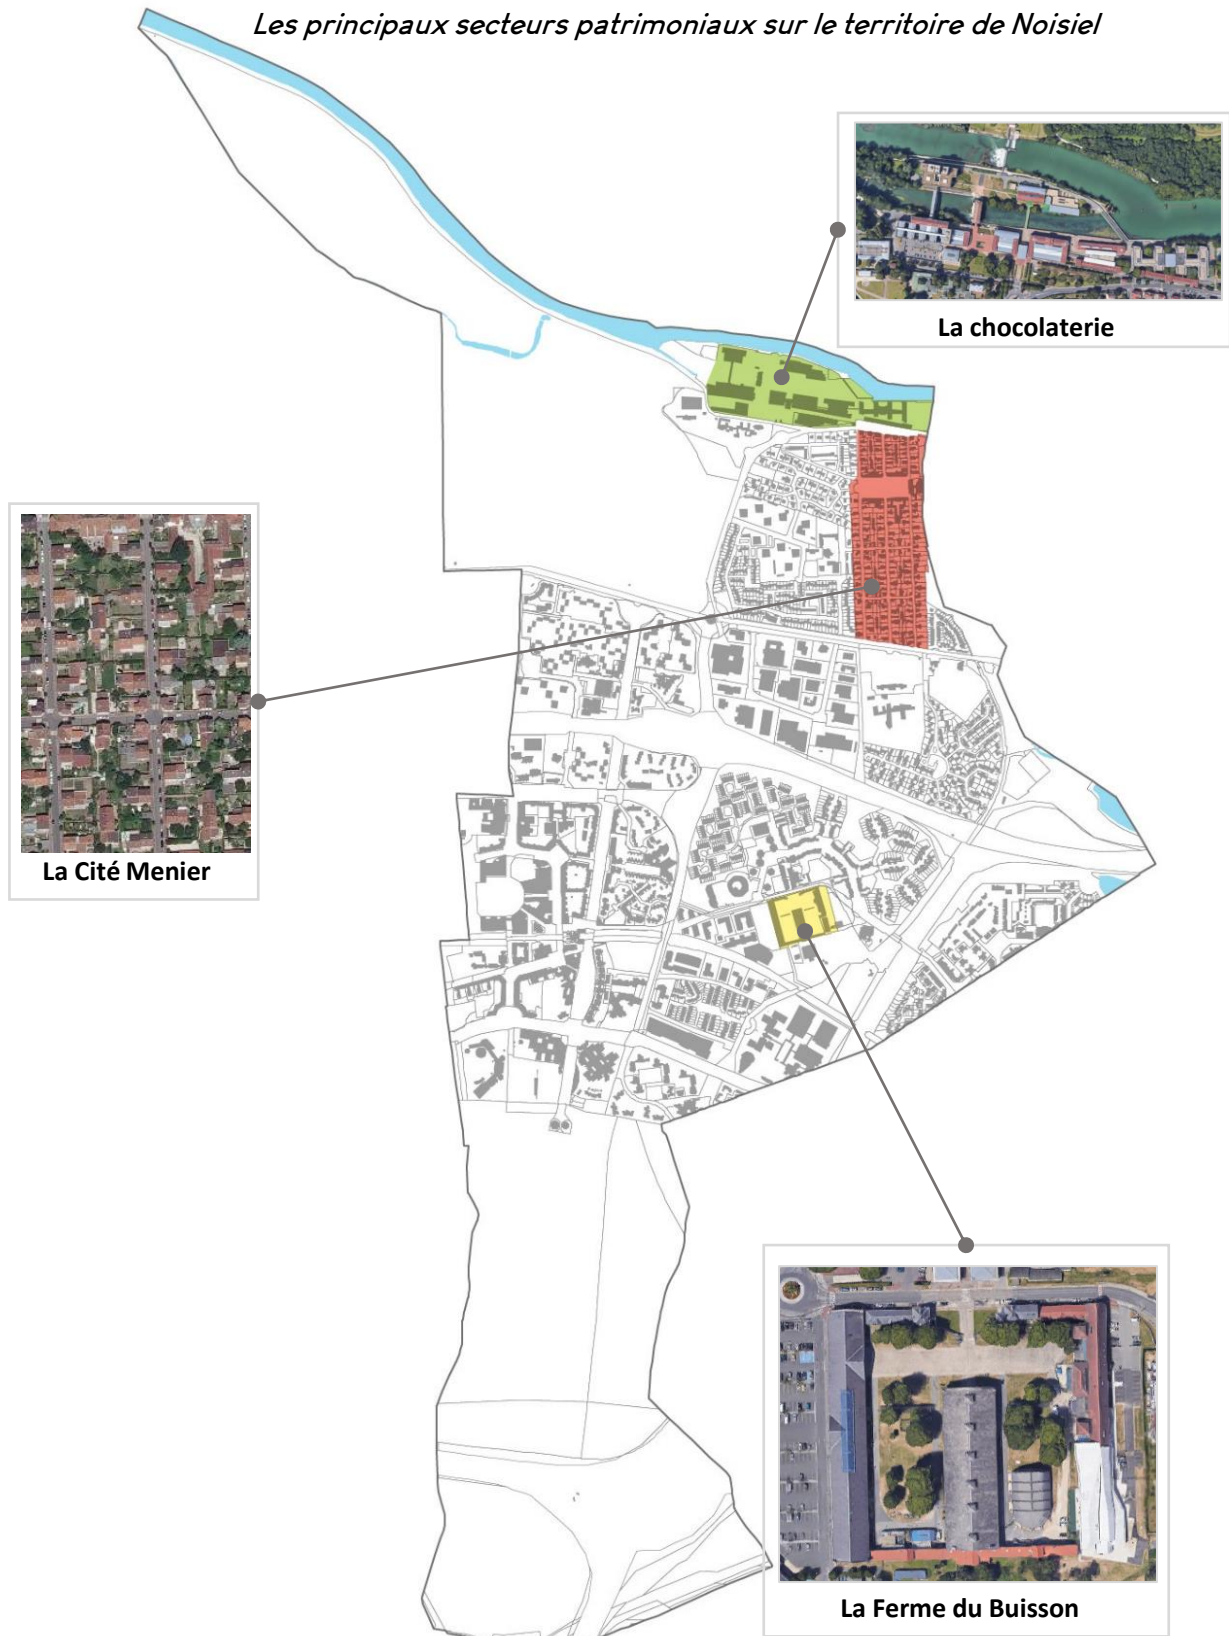 Les principaux secteurs patrimoniaux sur le territoire de Noisiel
La chocolaterie
La Cité Menier
La Ferme du Buisson